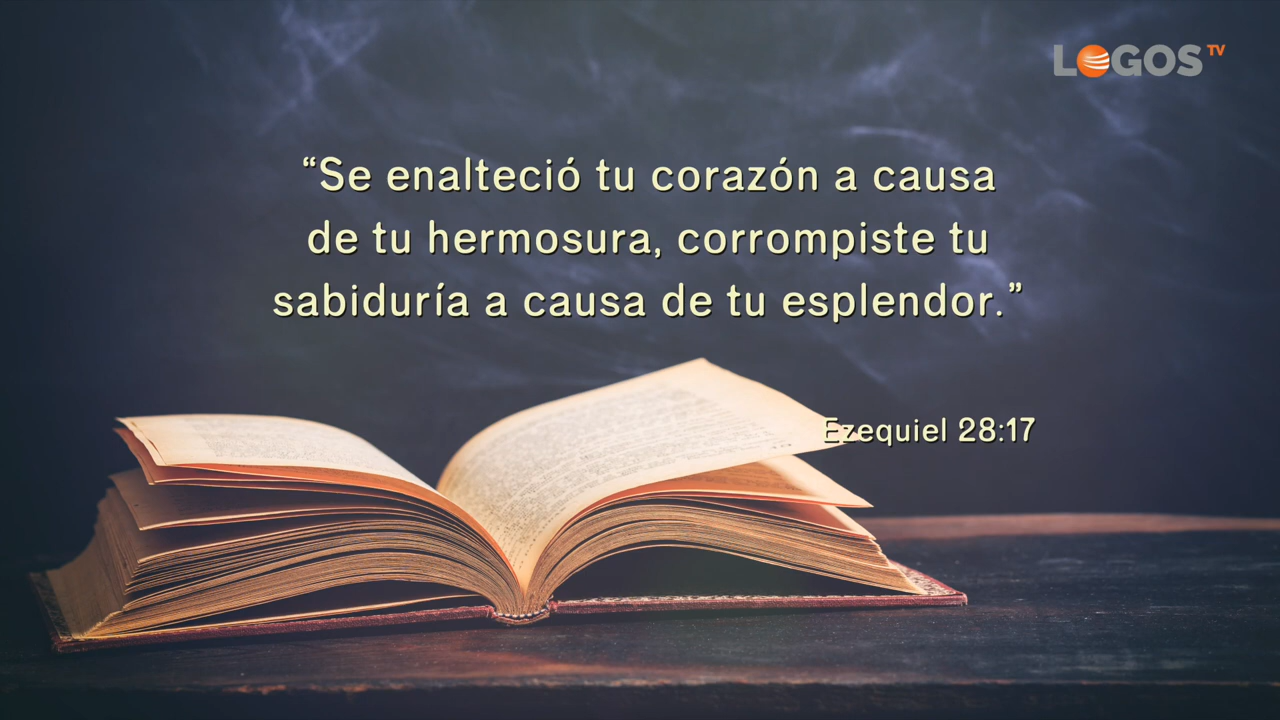 LOGOS TV
“Se enalteció tu corazón a causa
de tu hermosura, corrompiste tu
sabiduría a causa de tu esplendor.”
Ezequiel 28:17